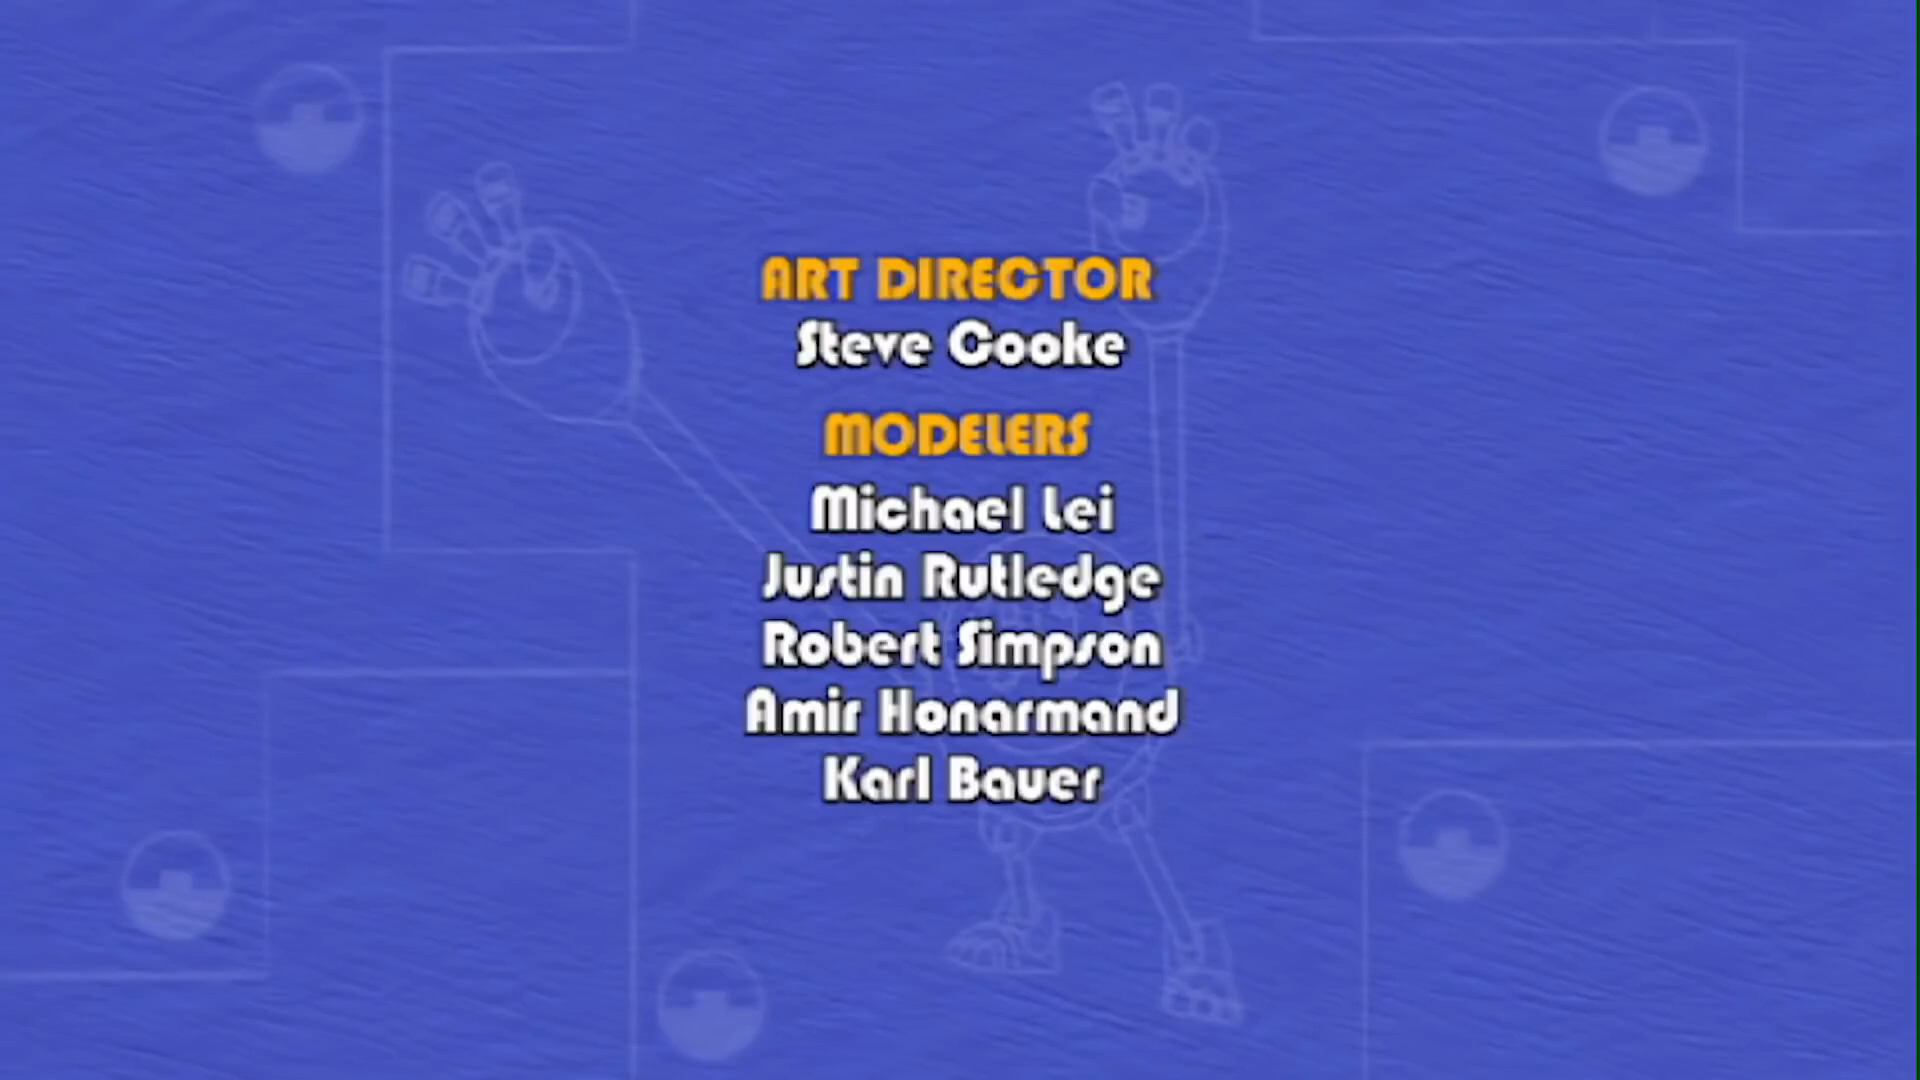 ART DIRECTOR
Steve Cooke
MODELERS
Michael Lei
Justin Rutledge
Robert Simpson
Amir Honarmand
Karl Bauer